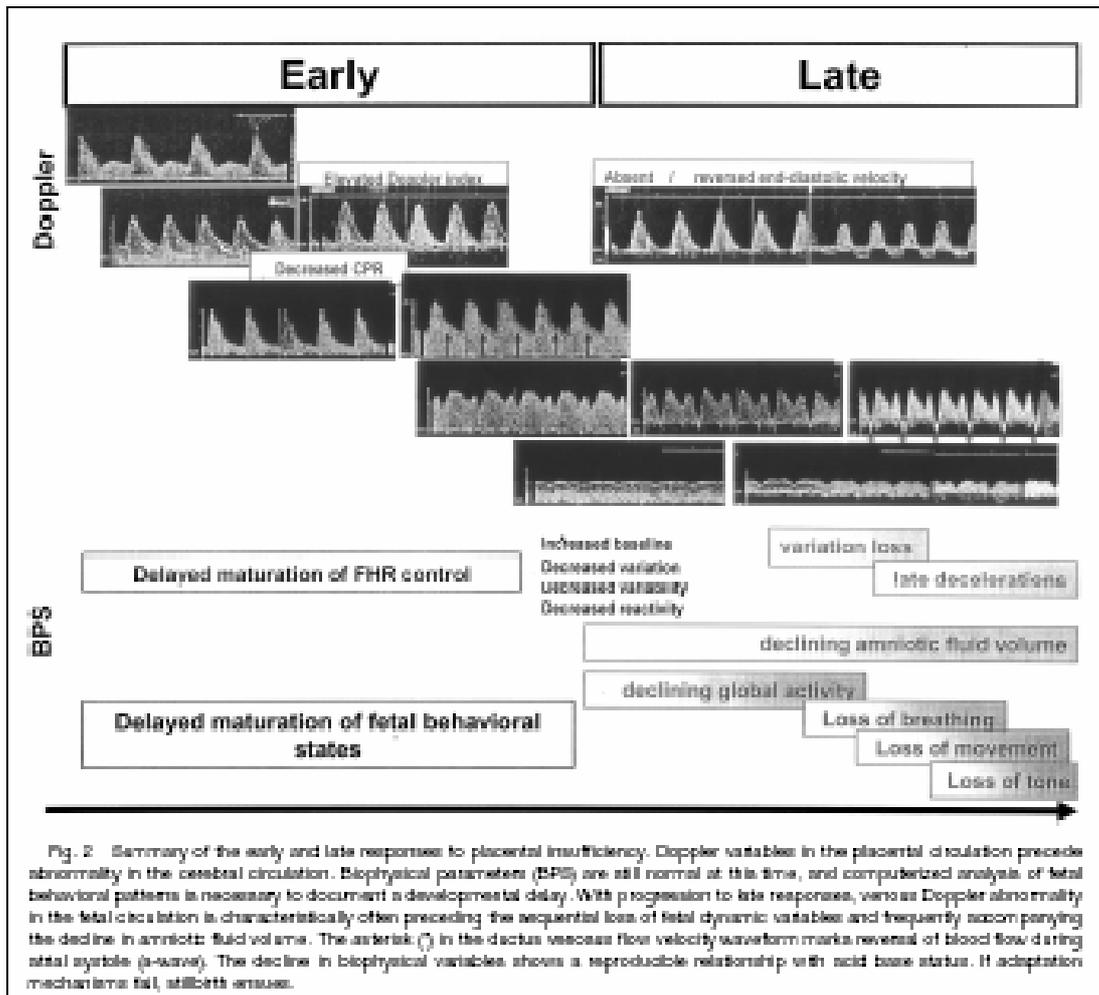 Early
Late
Doppler
Elevated Doppler index
Absent / reversed end-diastolic velocity
Decreased CPR
BPS
Delayed maturation of FHR control
Increased baseline
Decreased variation
Decreased variability
Decreased reactivity
variation loss
late decelerations
declining amniotic fluid volume
declining global activity
Delayed maturation of fetal behavioral
states
Loss of breathing
Loss of movement
Loss of tone
Fig. 2 Summary of the early and late responses to placental insufficiency. Doppler variables in the placental circulation precede
abnormality in the cerebral circulation. Biophysical parameters (BPS) are still normal at this time, and computerized analysis of fetal
behavioral patterns is necessary to document a developmental delay. With progression to late responses, venous Doppler abnormality
in the fetal circulation is characteristically often preceding the sequential loss of fetal dynamic variables and frequently accompanying
the decline in amniotic fluid volume. The asterisk (*) in the ductus venosus flow velocity waveform marks reversal of blood flow during
atrial systole (a-wave). The decline in biophysical variables shows a reproducible relationship with acid base status. If adaptation
mechanisms fail, stillbirth ensues.